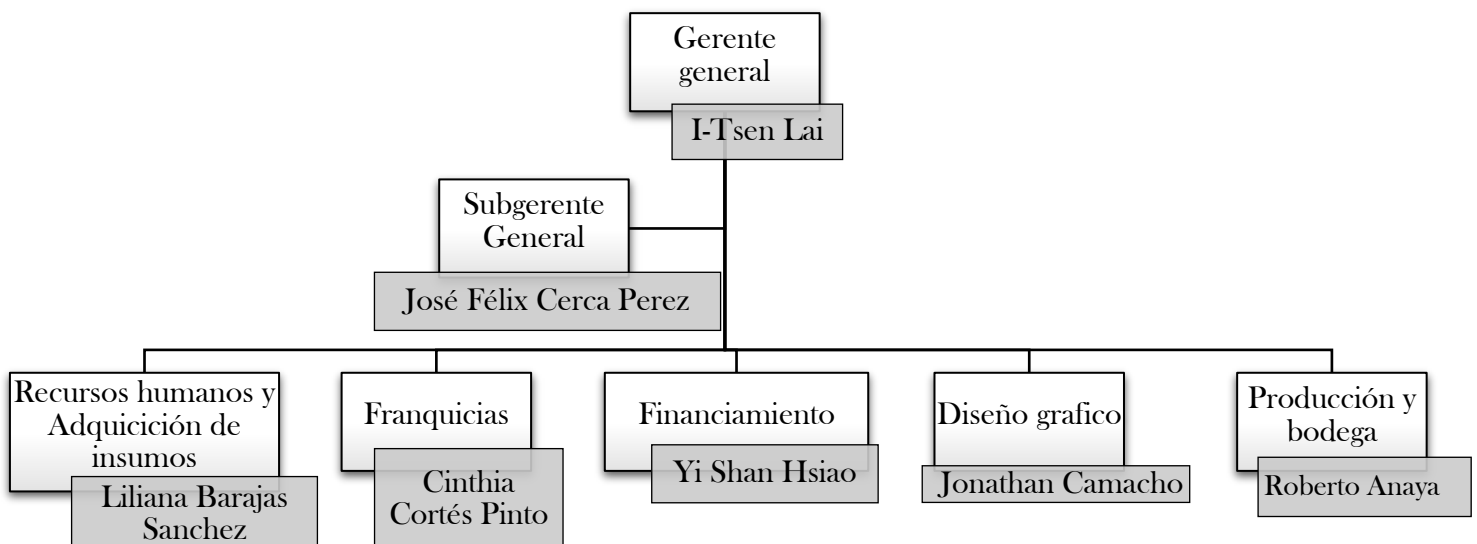 Gerente
general
I-Tsen Lai
Subgerente
General
José Félix Cerca Perez
Recursos humanos y
Adquicición de
insumos
Liliana Barajas
Sanchez
Franquicias
Cinthia
Cortés Pinto
Financiamiento
Yi Shan Hsiao
Diseño grafico
Jonathan Camacho
Producción y
bodega
Roberto Anaya